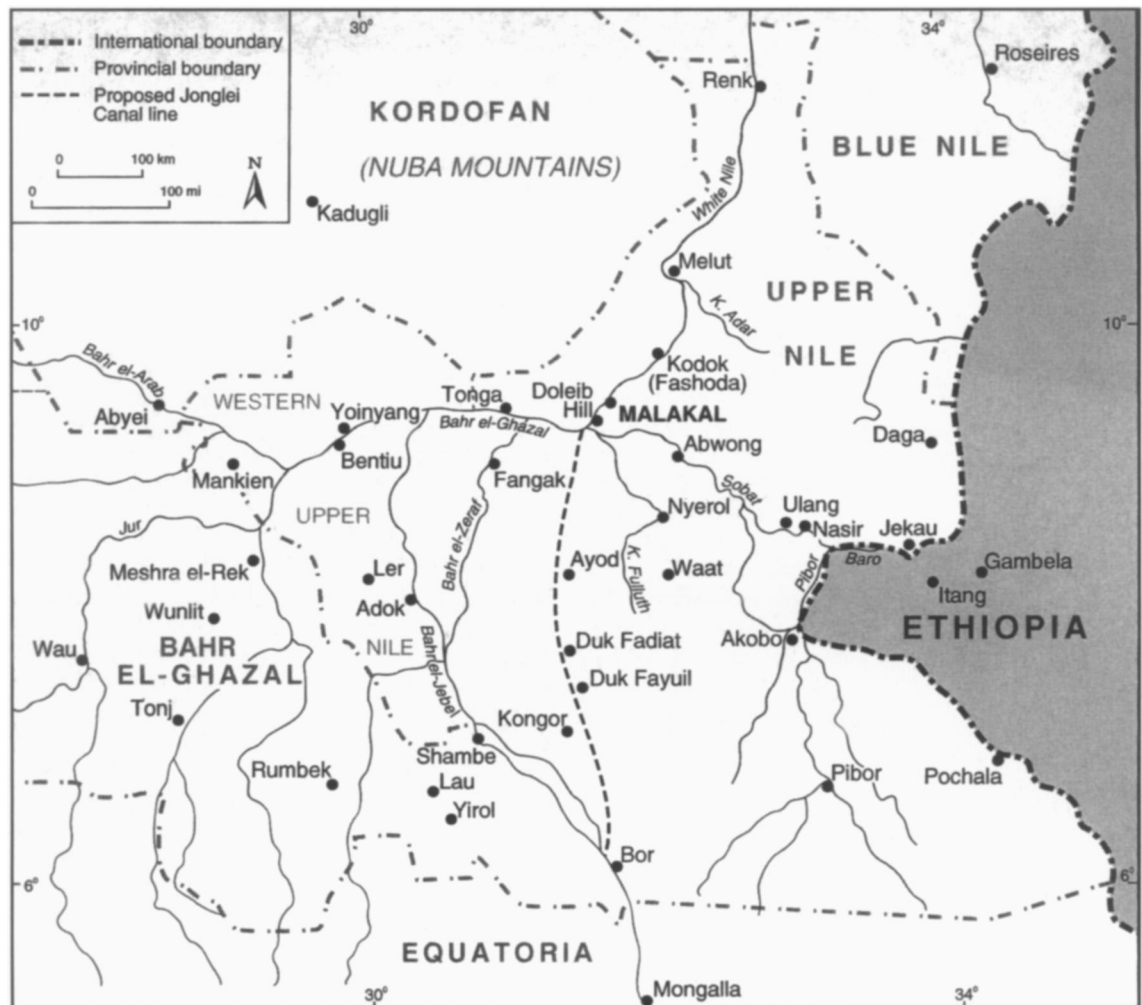 30°
34°
International boundary
Provincial boundary
Proposed Jonglei
Canal line
0 100 km
0 100 mi
N
Roseires
Renk
KORDOFAN
(NUBA MOUNTAINS)
BLUE NILE
White Nile
Kadugli
Melut
UPPER
NILE
K. Adar
10°
10°
Bahr el-Arab
Kodok
(Fashoda)
Abyei
WESTERN
Yoinyang
Tonga
Doleib
Hill
MALAKAL
Bahr el-Ghazal
Bentiu
Abwong
Daga
Mankien
Fangak
Sobat
Nyerol
Ulang
Nasir
Jekau
Jur
UPPER
Bahr el-Zeraf
Baro
Pibor
Gambela
Meshra el-Rek
Ler
Ayod
K. Fulluth
Waat
Itang
Wunlit
Adok
ETHIOPIA
Wau
BAHR
EL-GHAZAL
NILE
Bahr el-Jebel
Duk Fadiat
Akobo
Duk Fayuil
Tonj
Kongor
Shambe
Rumbek
Lau
Yirol
Pibor
Pochala
Bor
6°
6°
EQUATORIA
Mongalla
30°
34°